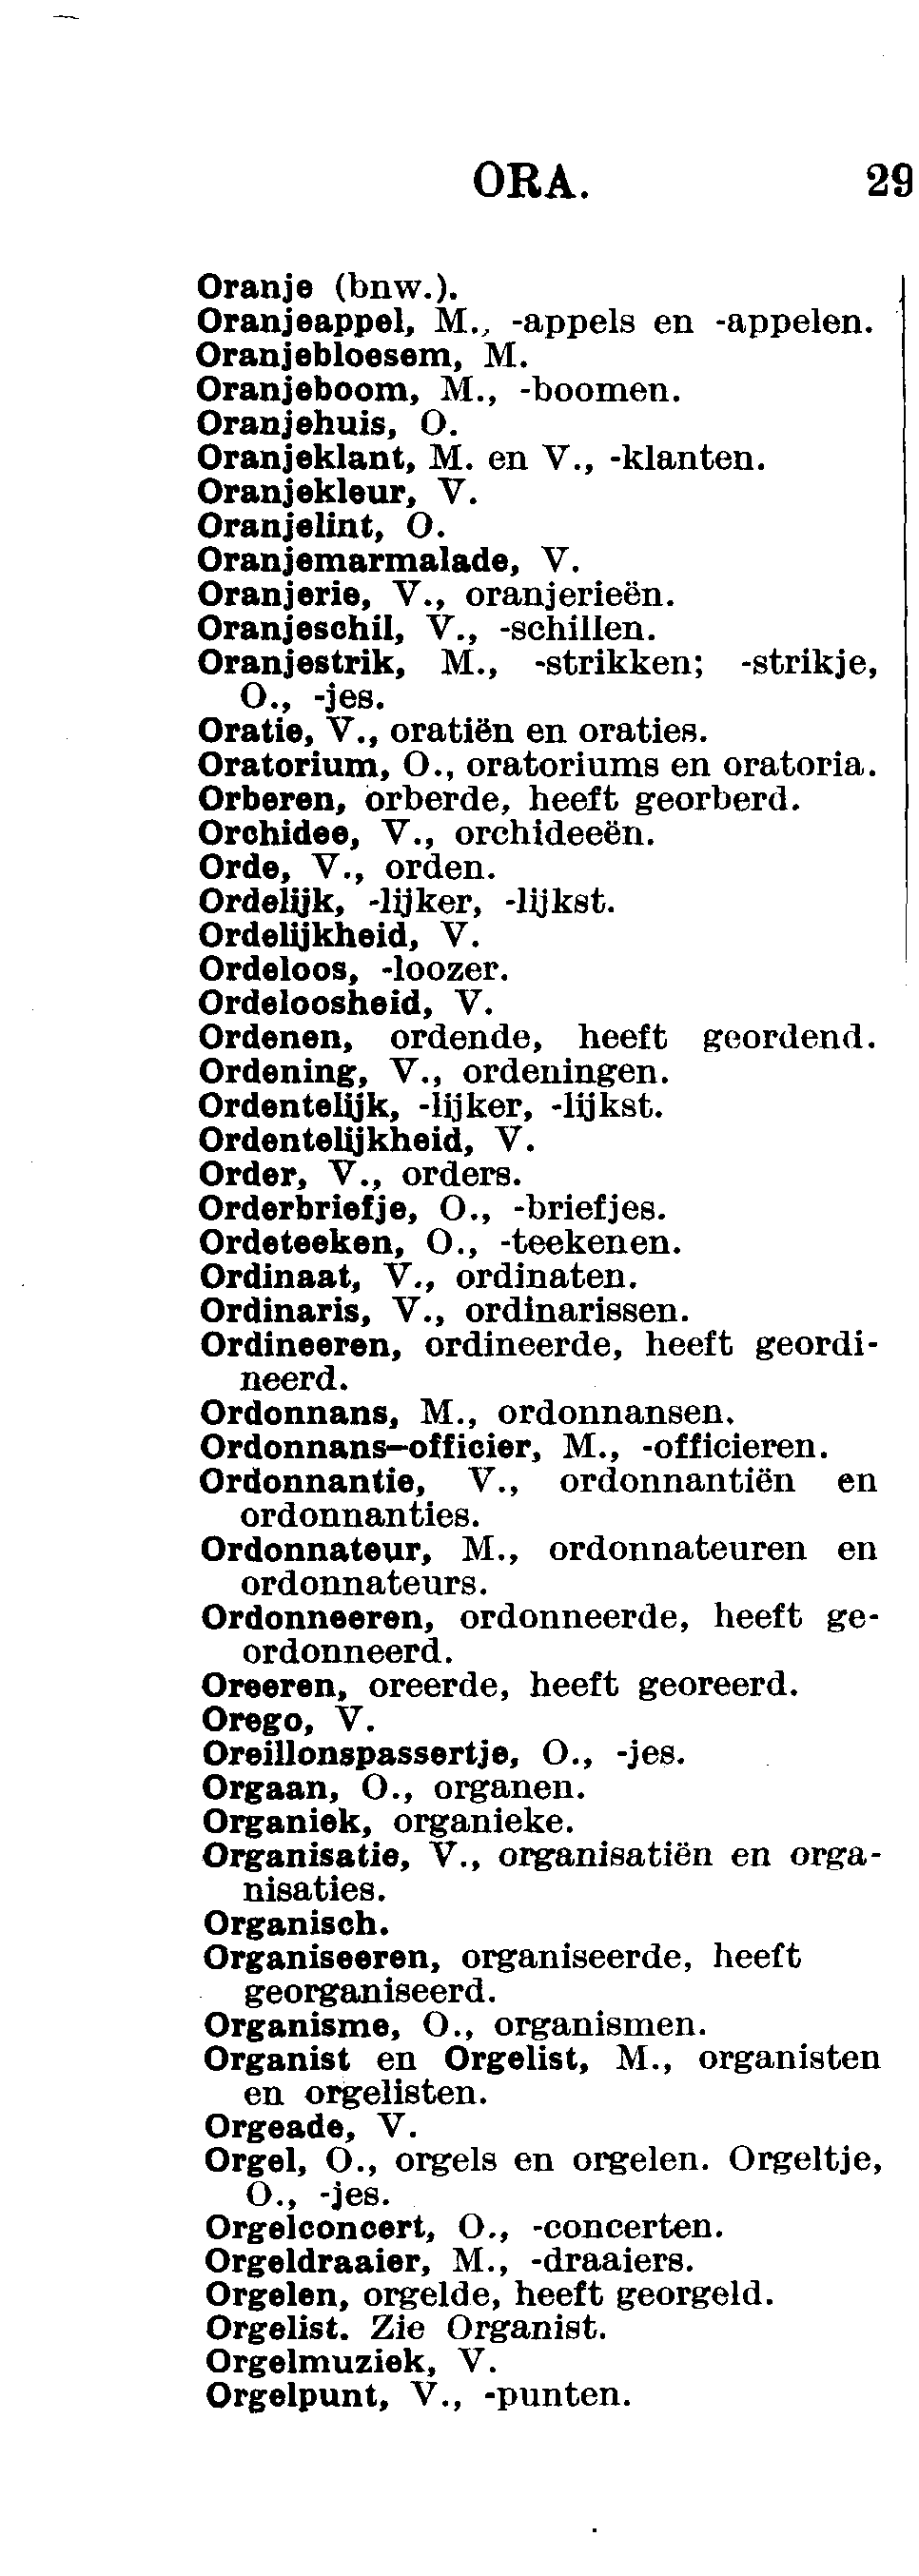 ORA. 29
Oranje (bnw.).
Oranjeappel, M., -appels en -appelen.
Oranjebloesem, M.
Oranjeboom, M., -boomen.
Oranjehuis, O.
Oranjeklant, M. en V., -klanten.
Oranjekleur, V.
Oranjelint, O.
Oranjemarmalade, V.
Oranjerie, V., oranjerieën.
Oranjeschil, V., -schillen.
Oranjestrik, M., -strikken; -strikje,
O., -jes.
Oratie, V., oratiën en oraties.
Oratorium, O., oratoriums en oratoria.
Orberen, orberde, heeft georberd.
Orchidee, V., orchideeën.
Orde, V., orden.
Ordelijk, -lijker, -lijkst.
Ordelijkheid, V.
Ordeloos, -loozer.
Ordeloosheid, V.
Ordenen, ordende, heeft geordend.
Ordening, V., ordeningen.
Ordentelijk, -lijker, -lijkst.
Ordentelijkheid, V.
Order, V., orders.
Orderbriefje, O., -briefjes.
Ordeteeken, O., -teekenen.
Ordinaat, V., ordinaten.
Ordinaris, V., ordinarissen.
Ordineeren, ordineerde, heeft geordi-
neerd.
Ordonnans, M., ordonnansen.
Ordonnans-officier, M., -officieren.
Ordonnantie, V., ordonnantiën en
ordonnanties.
Ordonnateur, M., ordonnateuren en
ordonnateurs.
Ordonneeren, ordonneerde, heeft ge-
ordonneerd.
Oreeren, oreerde, heeft georeerd.
Orego, V.
Oreillonspassertje, O., -jes.
Orgaan, O., organen.
Organiek, organieke.
Organisatie, V., organisatiën en orga-
nisaties.
Organisch.
Organiseeren, organiseerde, heeft
georganiseerd.
Organisme, O., organismen.
Organist en Orgelist, M., organisten
en orgelisten.
Orgeade, V.
Orgel, O., orgels en orgelen. Orgeltje,
O., -jes.
Orgelconcert, O., -concerten.
Orgeldraaier, M., -draaiers.
Orgelen, orgelde, heeft georgeld.
Orgelist. Zie Organist.
Orgelmuziek, V.
Orgelpunt, V., -punten.